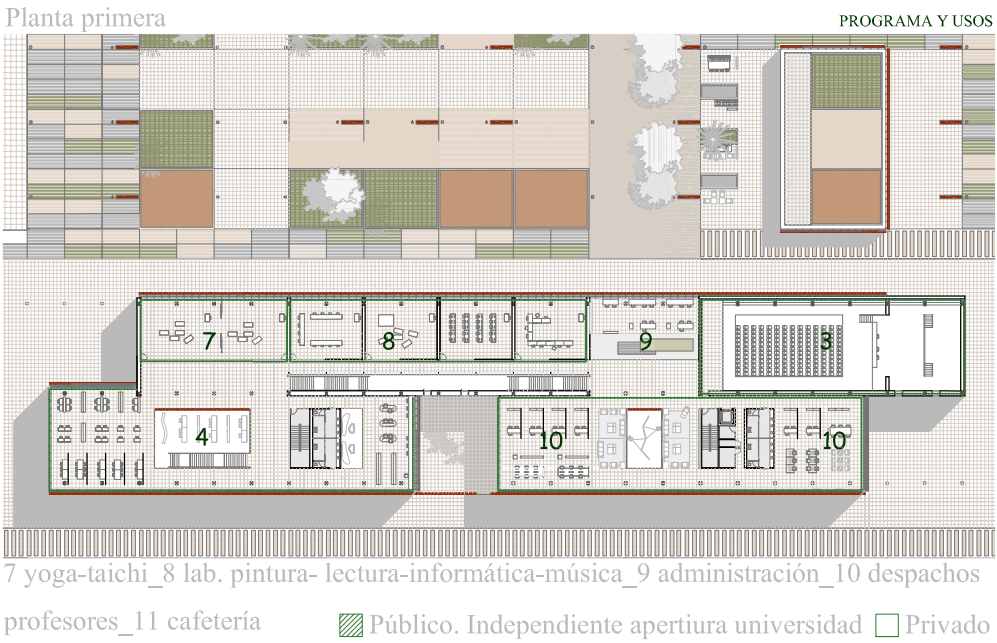 Planta primera
PROGRAMA Y USOS
7
8
9
3
4
10
10
7 yoga-taichi_8 lab. pintura- lectura-informática-música_9 administración_10 despachos
profesores_11 cafetería
Público. Independiente apertiura universidad
Privado